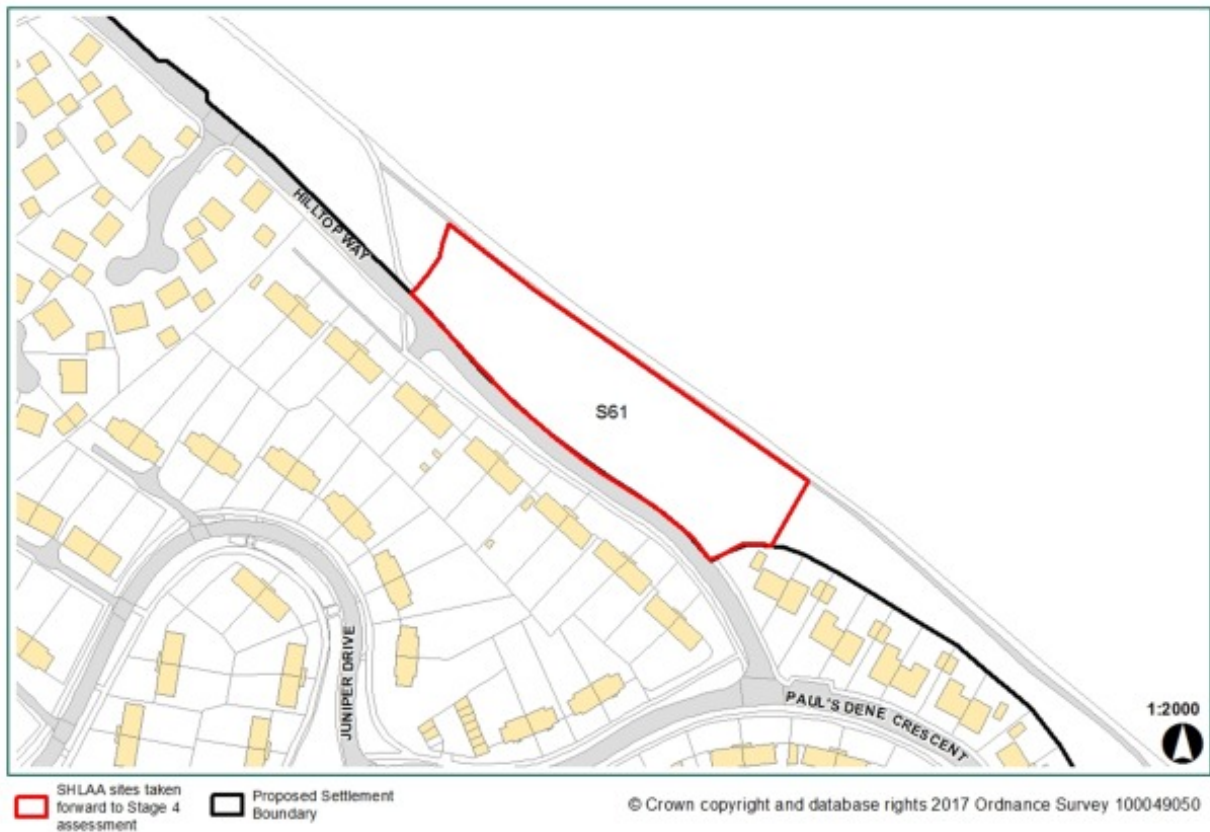 HILLTOP WAY
S61
JUNIPER DRIVE
PAUL'S DENE CRESCENT
1:2000
SHLAA sites taken
forward to Stage 4
assessment
Proposed Settlement
Boundary
© Crown copyright and database rights 2017 Ordnance Survey 100049050